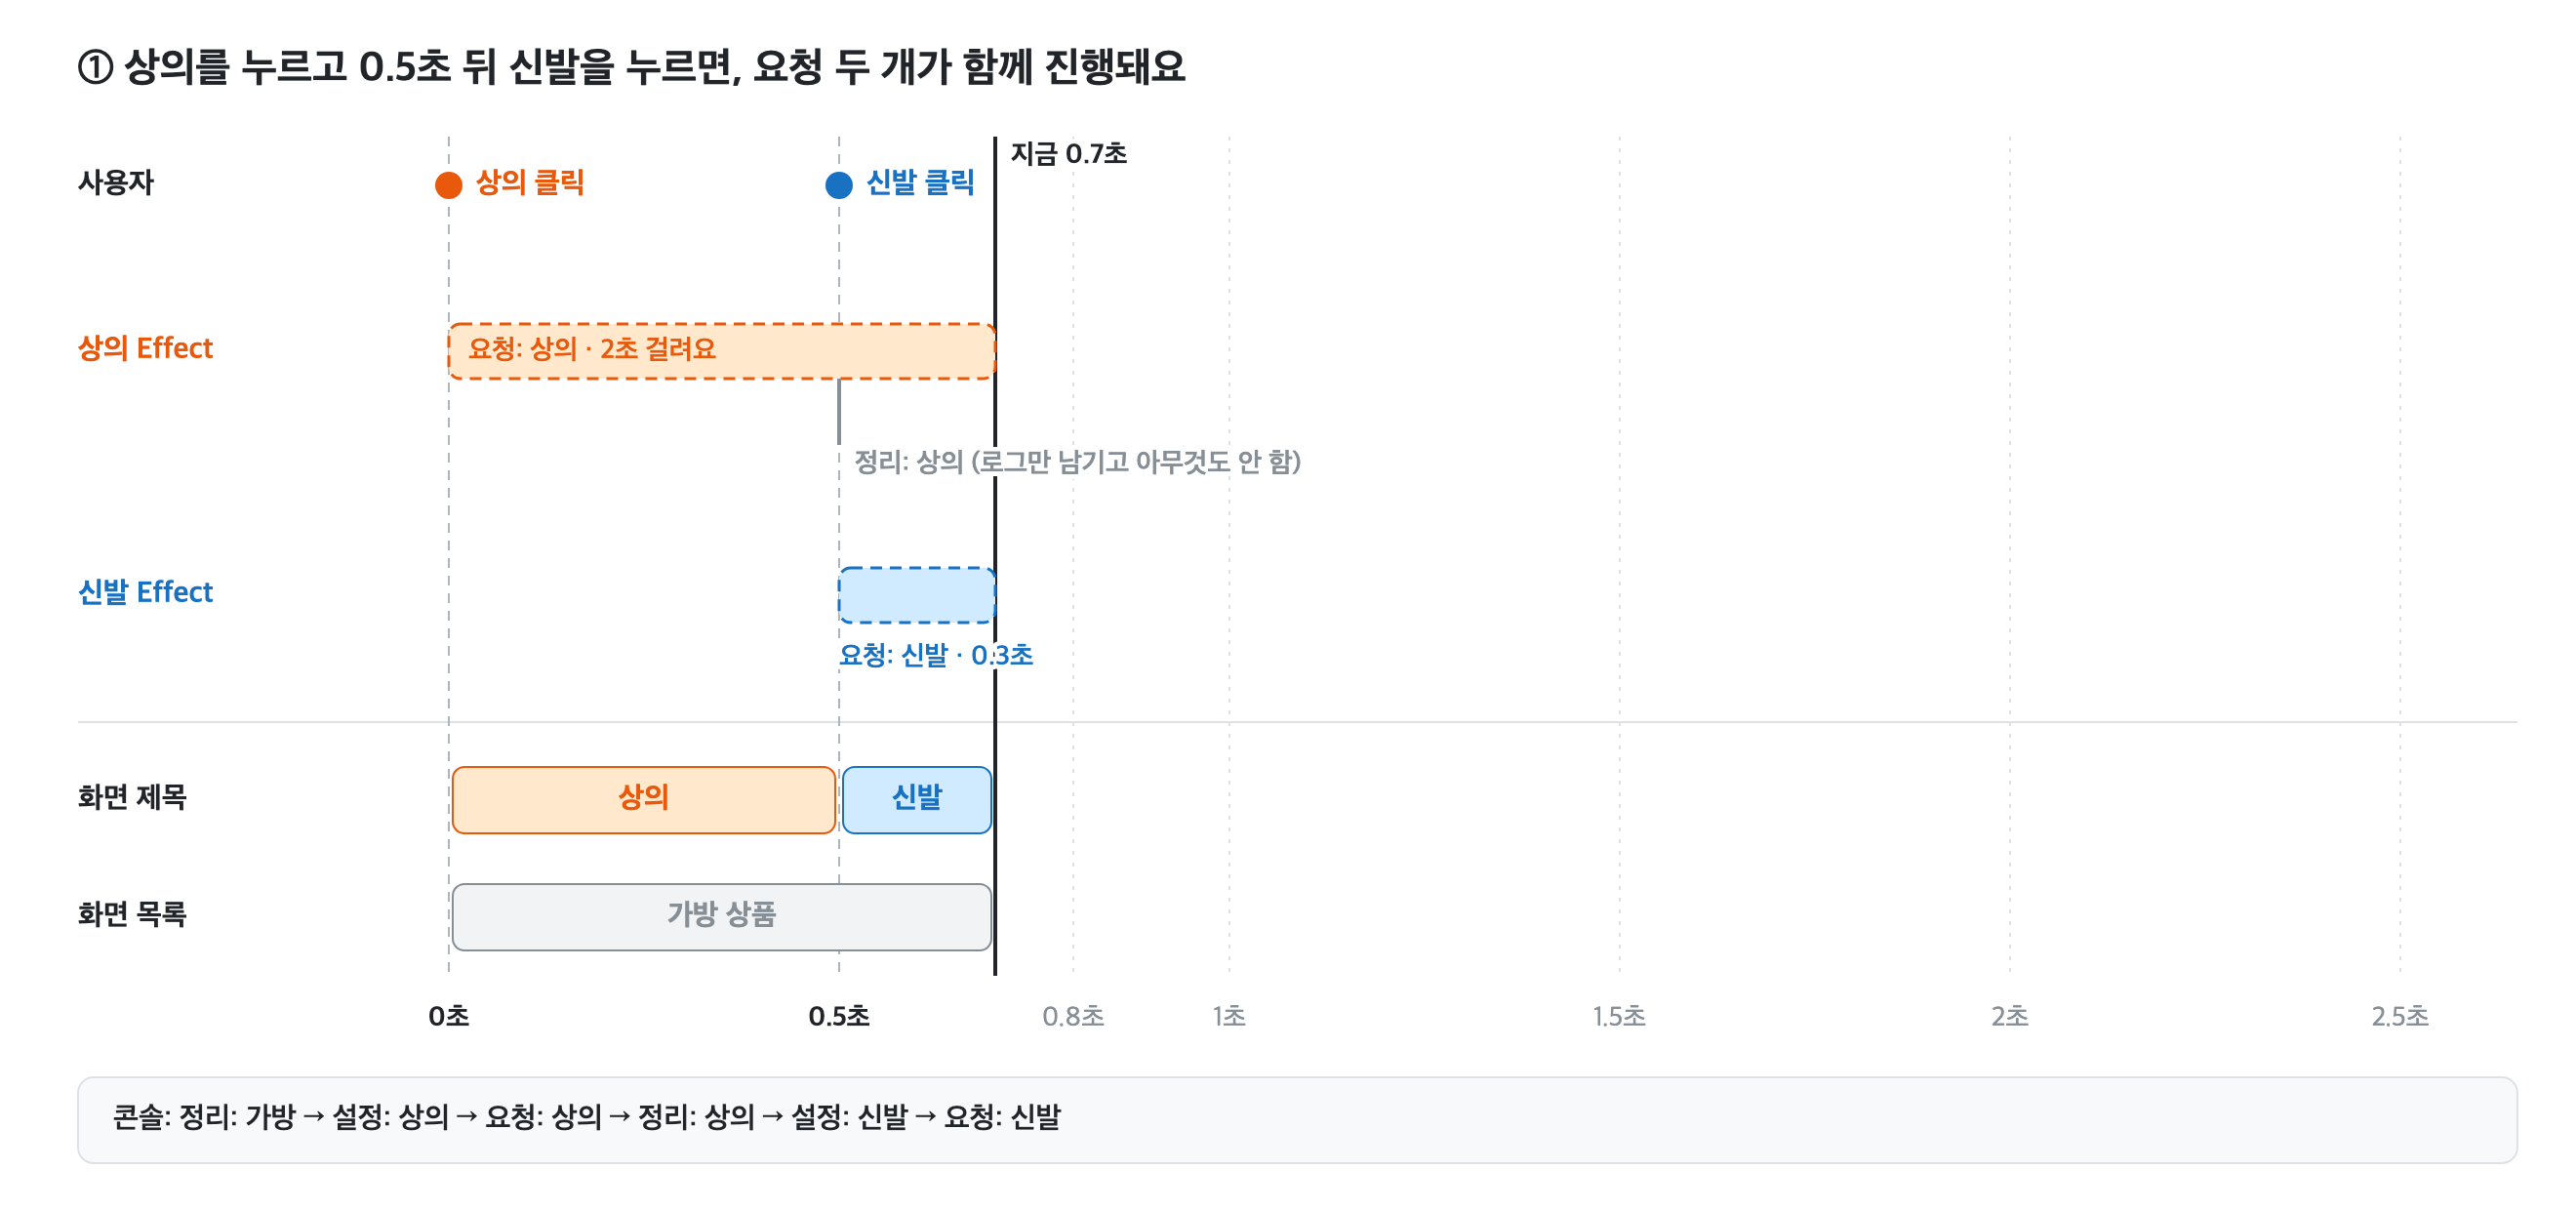 ① 상의를 누르고 0.5초 뒤 신발을 누르면, 요청 두 개가 함께 진행돼요
지금 0.7초
사용자
상의 클릭
신발 클릭
상의 Effect
요청: 상의 · 2초 걸려요
정리: 상의 (로그만 남기고 아무것도 안 함)
신발 Effect
요청: 신발 · 0.3초
화면 제목
상의
신발
화면 목록
가방 상품
0초
0.5초
0.8초
1초
1.5초
2초
2.5초
콘솔: 정리: 가방 → 설정: 상의 → 요청: 상의 → 정리: 상의 → 설정: 신발 → 요청: 신발